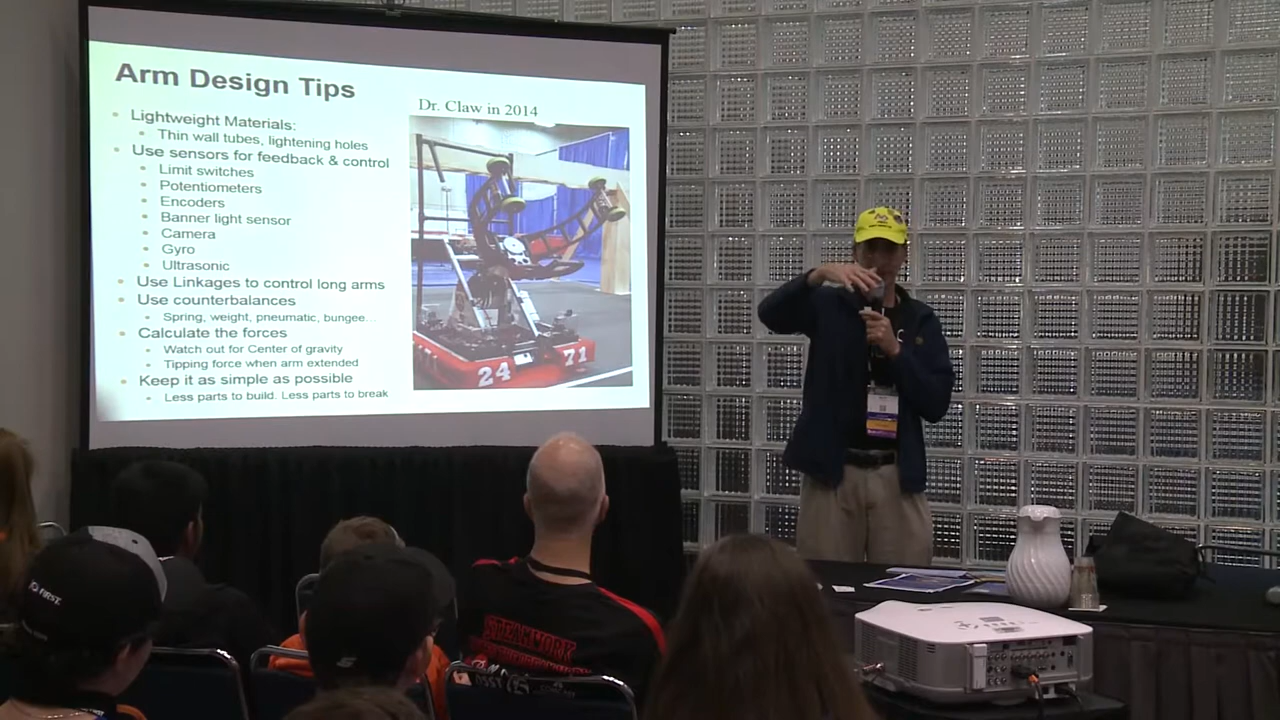 Arm Design Tips
Lightweight Materials:
Thin wall tubes, lightening holes
Use sensors for feedback & control
Limit switches
Potentiometers
Encoders
Banner light sensor
Camera
Gyro
Ultrasonic
Use Linkages to control long arms
Use counterbalances
Spring, weight, pneumatic, bungee...
Calculate the forces
Watch out for Center of gravity
Tipping force when arm extended
Keep it as simple as possible
Less parts to build. Less parts to break
Dr. Claw in 2014
24 71
FIRST
STEAMWORK